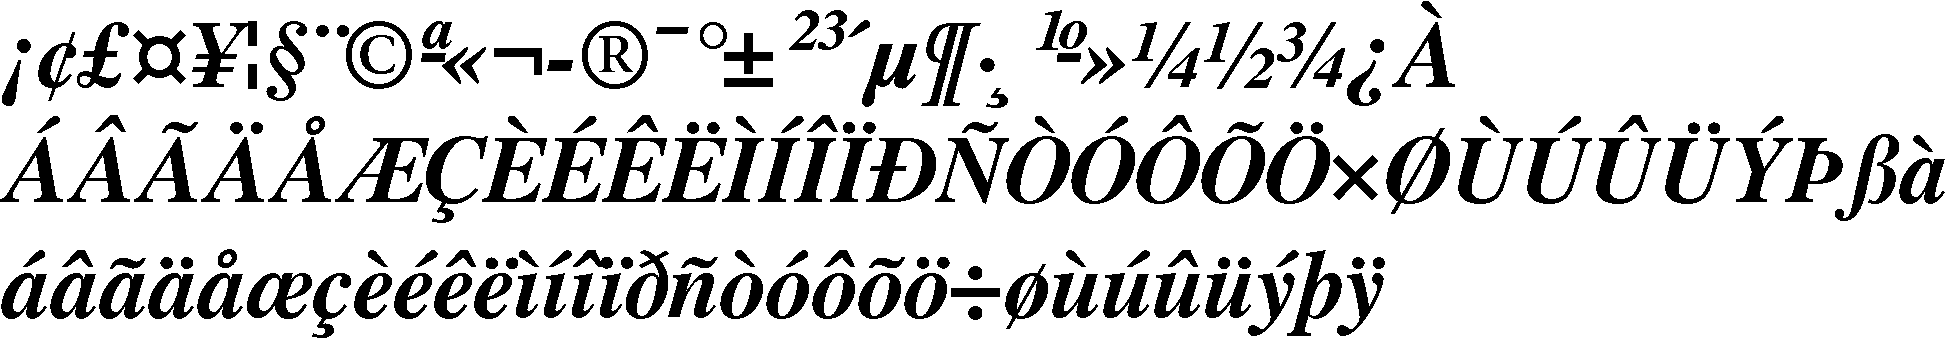 ¡¢£¤¥¦§¨©ª«¬-®¯°±²³´µ¶·¸¹º»¼½¾¿À
ÁÂÃÄÅÆÇÈÉÊËÌÍÎÏÐÑÒÓÔÕÖ×ØÙÚÛÜÝÞßà
áâãäåæçèéêëìíîïðñòóôõö÷øùúûüýþÿ